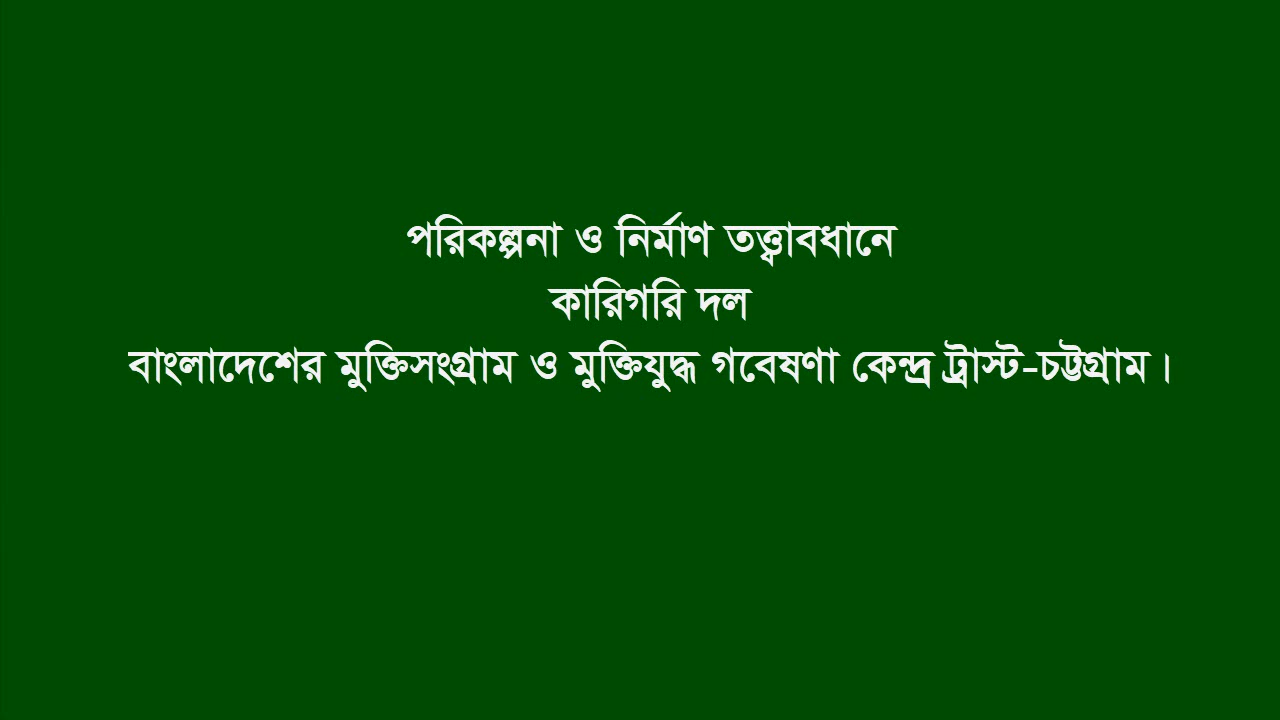 পরিকল্পনা ও নির্মাণ তত্ত্বাবধানে
কারিগরি দল
বাংলাদেশের মুক্তিসংগ্রাম ও মুক্তিযুদ্ধ গবেষণা কেন্দ্র ট্রাস্ট-চট্টগ্রাম।